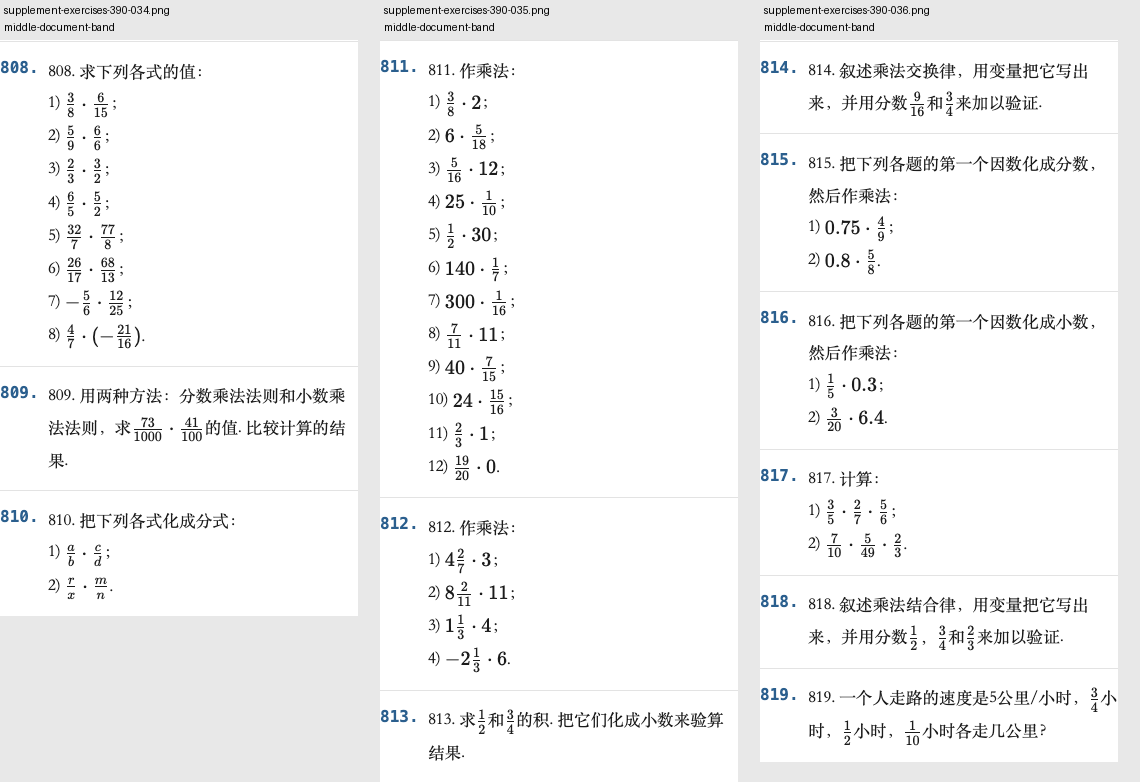 supplement-exercises-390-034.png
middle-document-band
808. 808. 求下列各式的值：
1) 3/8 · 6/15；
2) 5/9 · 6/6；
3) 2/3 · 3/2；
4) 6/5 · 5/2；
5) 32/7 · 77/8；
6) 26/17 · 68/13；
7) −5/6 · 12/25；
8) 4/7 · (−21/16).
809. 809. 用两种方法：分数乘法法则和小数乘
法法则，求73/1000 · 41/100的值. 比较计算的结
果.
810. 810. 把下列各式化成分式：
1) a/b · c/d；
2) r/x · m/n.
supplement-exercises-390-035.png
middle-document-band
811. 811. 作乘法：
1) 3/8 · 2；
2) 6 · 5/18；
3) 5/16 · 12；
4) 25 · 1/10；
5) 1/2 · 30；
6) 140 · 1/7；
7) 300 · 1/16；
8) 7/11 · 11；
9) 40 · 7/15；
10) 24 · 15/16；
11) 2/3 · 1；
12) 19/20 · 0.
812. 812. 作乘法：
1) 4 2/7 · 3；
2) 8 2/11 · 11；
3) 1 1/3 · 4；
4) −2 1/3 · 6.
813. 813. 求1/2和3/4的积. 把它们化成小数来验算
结果.
supplement-exercises-390-036.png
middle-document-band
814. 814. 叙述乘法交换律，用变量把它写出
来，并用分数9/16和3/4来加以验证.
815. 815. 把下列各题的第一个因数化成分数，
然后作乘法：
1) 0.75 · 4/9；
2) 0.8 · 5/8.
816. 816. 把下列各题的第一个因数化成小数，
然后作乘法：
1) 1/5 · 0.3；
2) 3/20 · 6.4.
817. 817. 计算：
1) 3/5 · 2/7 · 5/6；
2) 7/10 · 5/49 · 2/3.
818. 818. 叙述乘法结合律，用变量把它写出
来，并用分数1/2，3/4和2/3来加以验证.
819. 819. 一个人走路的速度是5公里/小时，3/4小
时，1/2小时，1/10小时各走几公里？